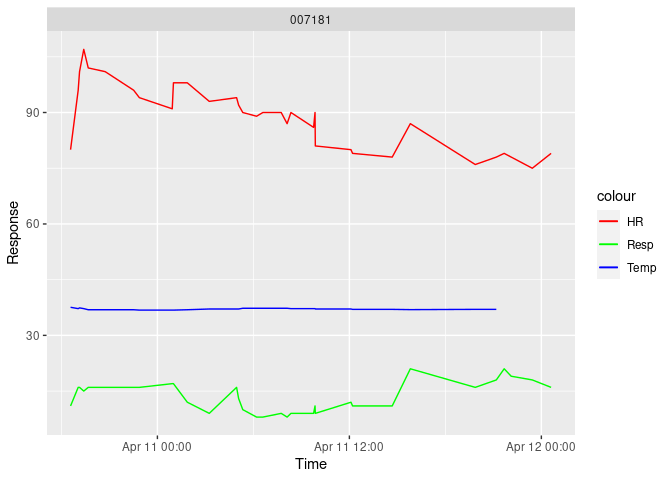 007181
Response
90
60
30
Apr 11 00:00
Apr 11 12:00
Apr 12 00:00
Time
colour
HR
Resp
Temp